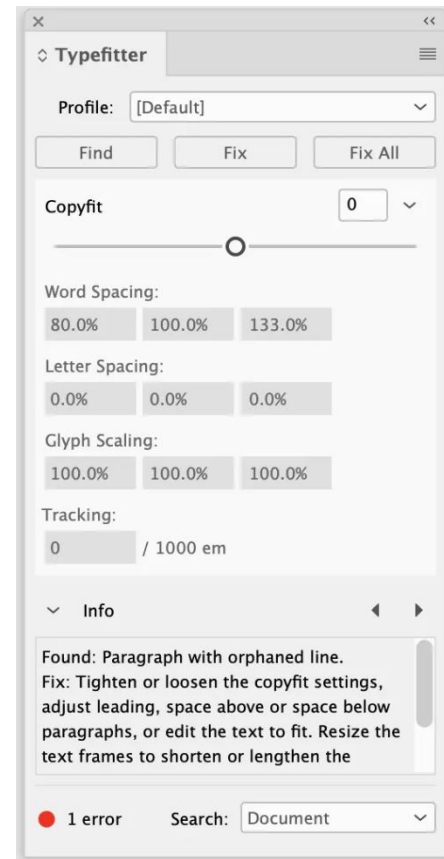 Typefitter
Profile: [Default]
Find Fix Fix All
Copyfit 0
Word Spacing:
80.0% 100.0% 133.0%
Letter Spacing:
0.0% 0.0% 0.0%
Glyph Scaling:
100.0% 100.0% 100.0%
Tracking:
0 / 1000 em
Info
Found: Paragraph with orphaned line.
Fix: Tighten or loosen the copyfit settings,
adjust leading, space above or space below
paragraphs, or edit the text to fit. Resize the
text frames to shorten or lengthen the
1 error Search: Document